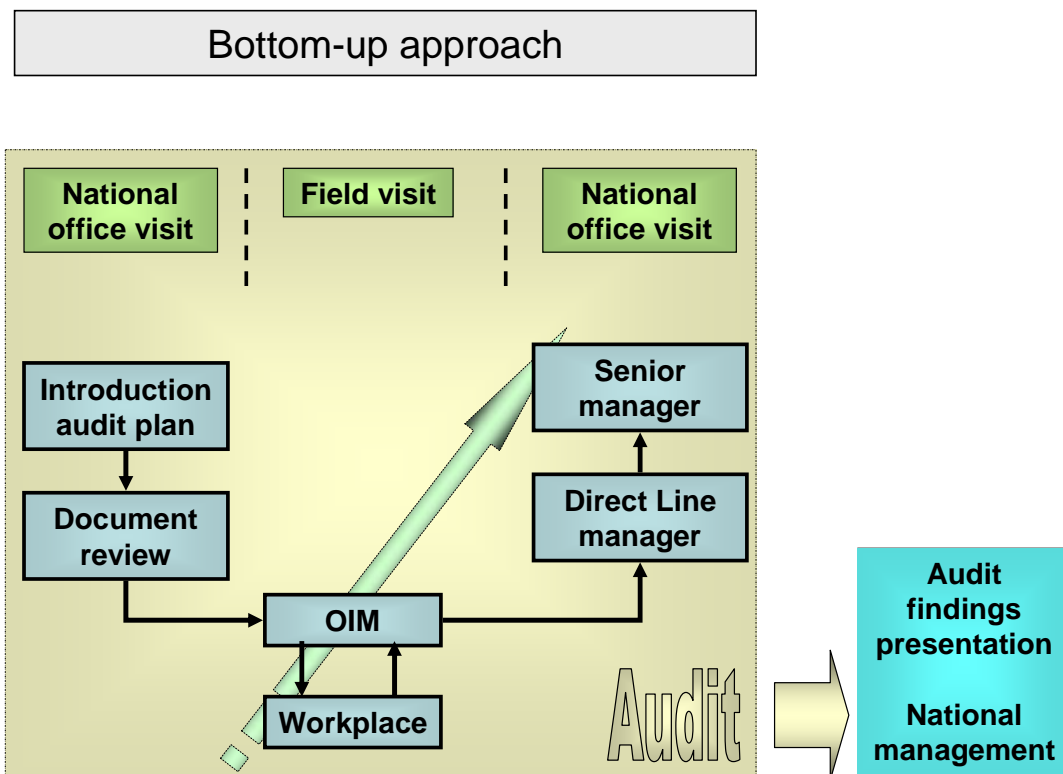 Bottom-up approach
National
office visit
Field visit
National
office visit
Introduction
audit plan
Document
review
OIM
Workplace
Senior
manager
Direct Line
manager
Audit
Audit
findings
presentation
National
management